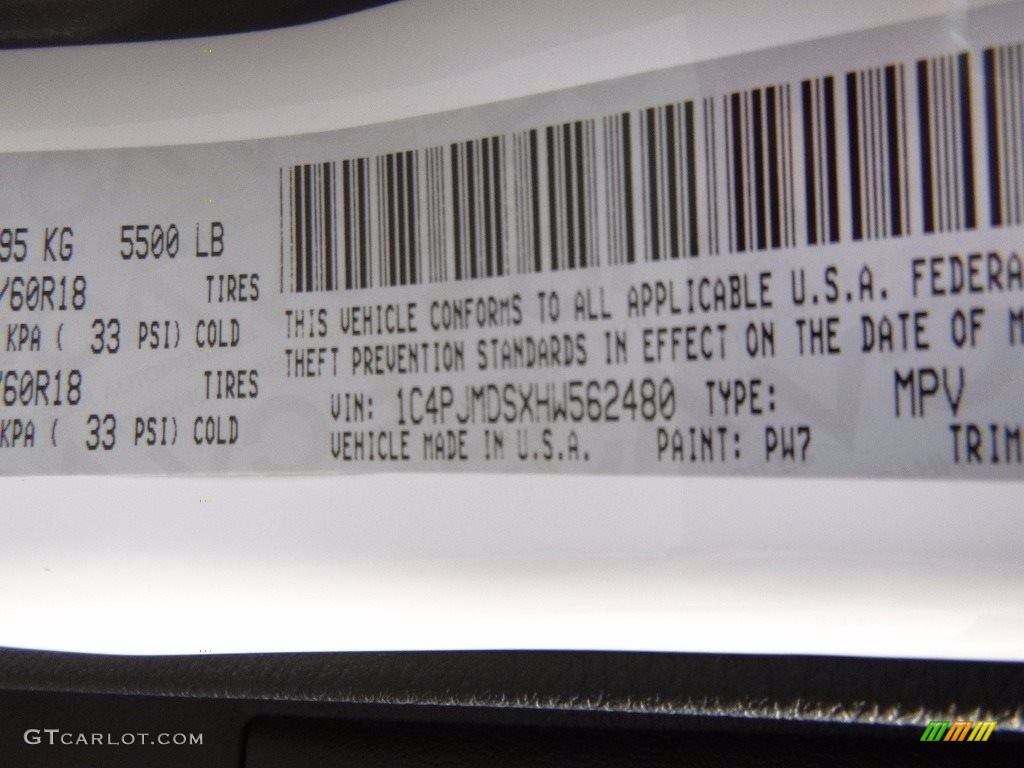 95 KG 5500 LB
/60R18 TIRES
KPA ( 33 PSI) COLD
/60R18 TIRES
KPA ( 33 PSI) COLD
THIS VEHICLE CONFORMS TO ALL APPLICABLE U.S.A. FEDERA
THEFT PREVENTION STANDARDS IN EFFECT ON THE DATE OF M
VIN: 1C4PJMDSXHW562480 TYPE: MPV
VEHICLE MADE IN U.S.A. PAINT: PW7 TRIM
GTCARLOT.COM